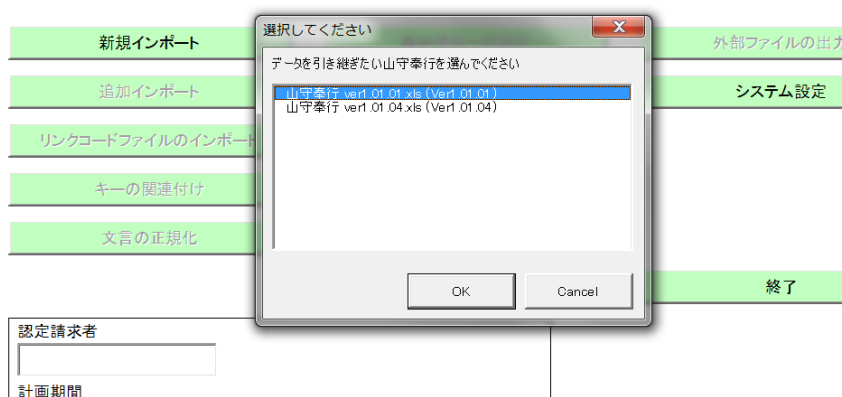 選択してください
X
新規インポート
外部ファイルの出力
データを引き継ぎたい山守奉行を選んでください
追加インポート
山守奉行 ver1.01.01.xls (Ver1.01.01)
システム設定
山守奉行 ver1.01.04.xls (Ver1.01.04)
リンクコードファイルのインポート
キーの関連付け
文言の正規化
OK
Cancel
終了
認定請求者
計画期間